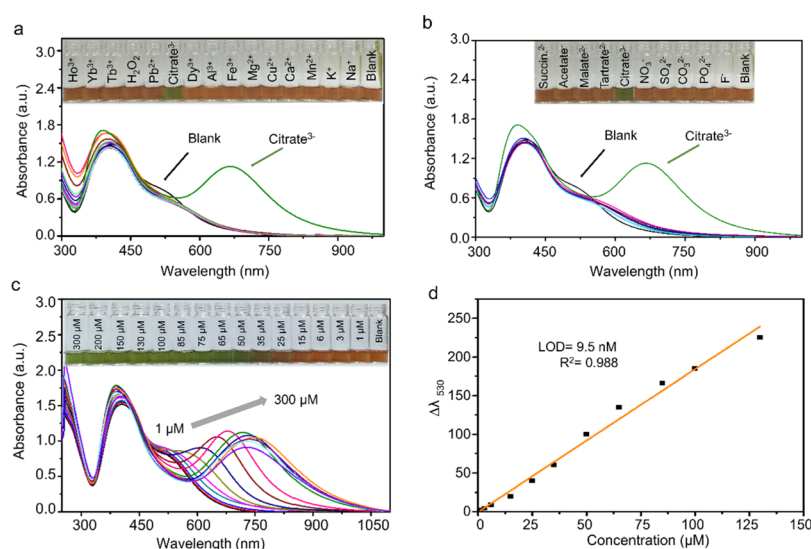 a
3.0
2.4
1.8
1.2
0.6
0.0
300 450 600 750 900
Absorbance (a.u.)
Wavelength (nm)
Ho³⁺ Yb³⁺ Tb³⁺ H₂O₂ Pb²⁺ Citrate³⁻ Dy³⁺ Al³⁺ Fe³⁺ Mg²⁺ Cu²⁺ Ca²⁺ Mn²⁺ K⁺ Na⁺ Blank
Blank
Citrate³⁻
b
3.0
2.4
1.8
1.2
0.6
0.0
300 450 600 750 900
Absorbance (a.u.)
Wavelength (nm)
Succin.²⁻ Acetate⁻ Malate²⁻ Tartrate²⁻ Citrate³⁻ NO₃⁻ SO₄²⁻ CO₃²⁻ PO₄²⁻ F⁻ Blank
Blank
Citrate³⁻
c
3.0
2.5
2.0
1.5
1.0
0.5
0.0
300 450 600 750 900 1050
Absorbance (a.u.)
Wavelength (nm)
300 µM 200 µM 150 µM 130 µM 100 µM 85 µM 75 µM 65 µM 50 µM 35 µM 25 µM 15 µM 6 µM 3 µM 1 µM Blank
1 µM
300 µM
d
250
200
150
100
50
0
0 25 50 75 100 125 150
Δλ 530
Concentration (µM)
LOD= 9.5 nM
R²= 0.988